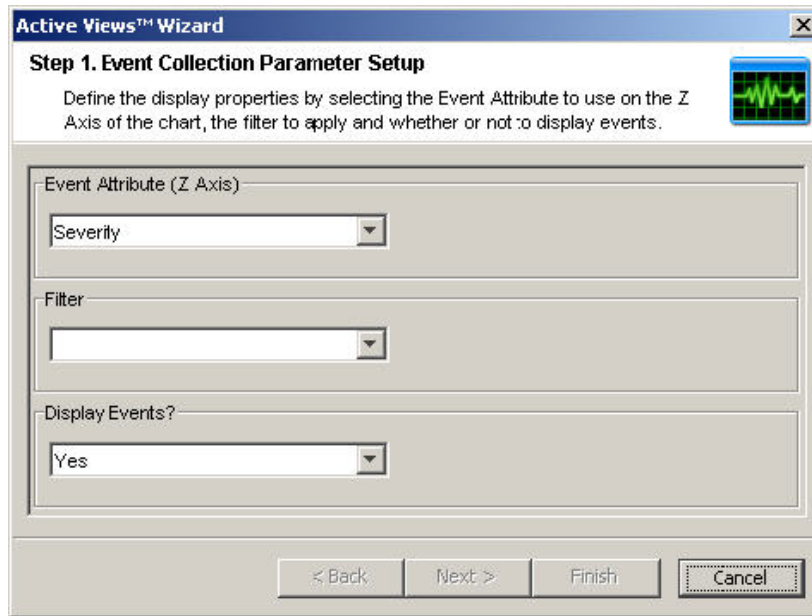 Active Views™ Wizard
Step 1. Event Collection Parameter Setup
Define the display properties by selecting the Event Attribute to use on the Z
Axis of the chart, the filter to apply and whether or not to display events.
Event Attribute (Z Axis)
Severity
Filter
Display Events?
Yes
< Back
Next >
Finish
Cancel